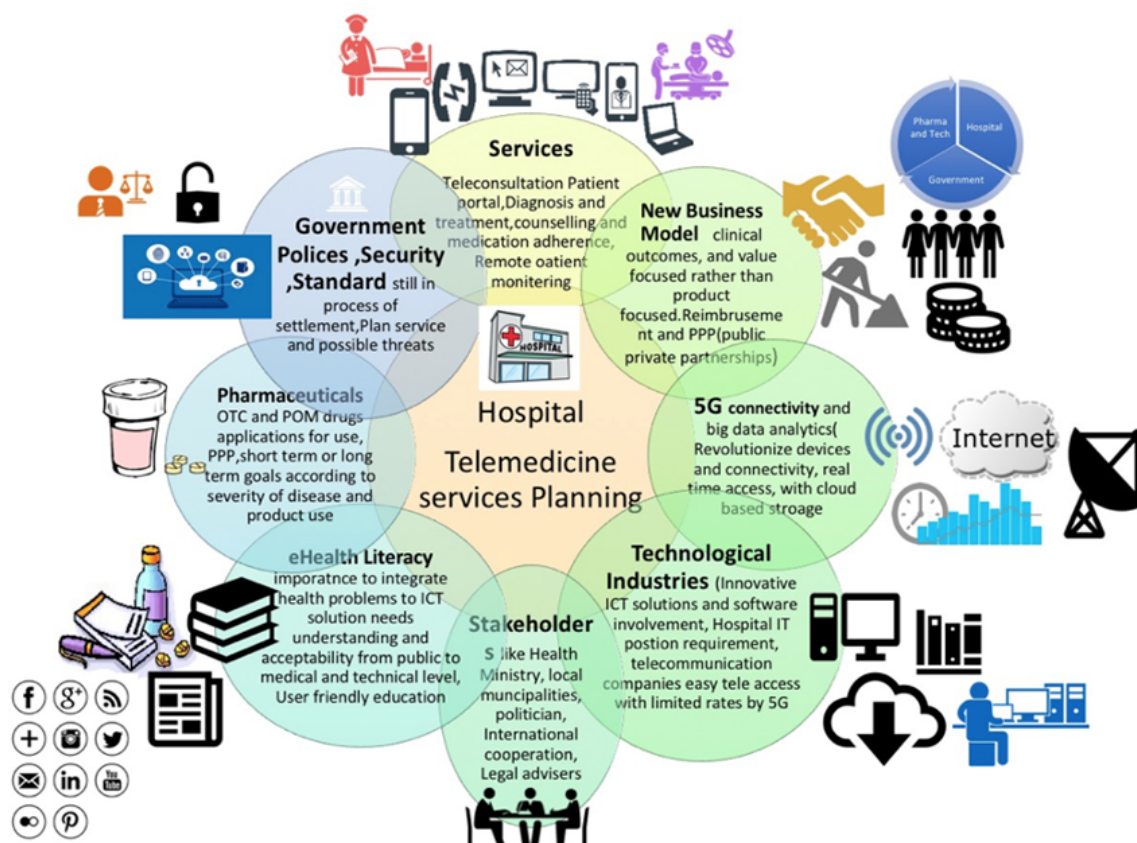 Services
Teleconsultation Patient
portal,Diagnosis and
treatment,counselling and
medication adherence,
Remote oatient
monitering
Pharma
and Tech
Hospital
Government
New Business
Model clinical
outcomes, and value
focused rather than
product
focused.Reimbruseme
nt and PPP(public
private partnerships)
5G connectivity and
big data analytics(
Revolutionize devices
and connectivity, real
time access, with cloud
based stroage
Internet
Technological
Industries (Innovative
ICT solutions and software
involvement, Hospital IT
postion requirement,
telecommunication
companies easy tele access
with limited rates by 5G
Stakeholder
s like Health
Ministry, local
muncipalities,
politician,
International
cooperation,
Legal advisers
eHealth Literacy
imporatnce to integrate
health problems to ICT
solution needs
understanding and
acceptability from public to
medical and technical level,
User friendly education
Pharmaceuticals
OTC and POM drugs
applications for use,
PPP,short term or long
term goals according to
severity of disease and
product use
Government
Polices ,Security
,Standard still in
process of
settlement,Plan service
and possible threats
HOSPITAL
Hospital
Telemedicine
services Planning
f
g+
in
You
Tube